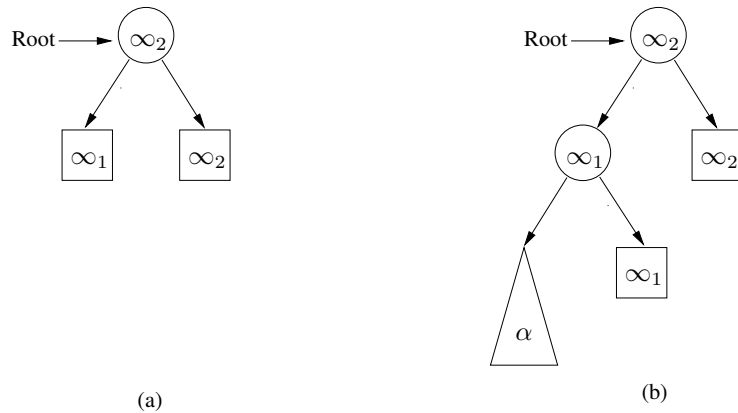 Root ∞₂
∞₁ ∞₂
(a)
Root ∞₂
∞₁ ∞₂
α ∞₁
(b)